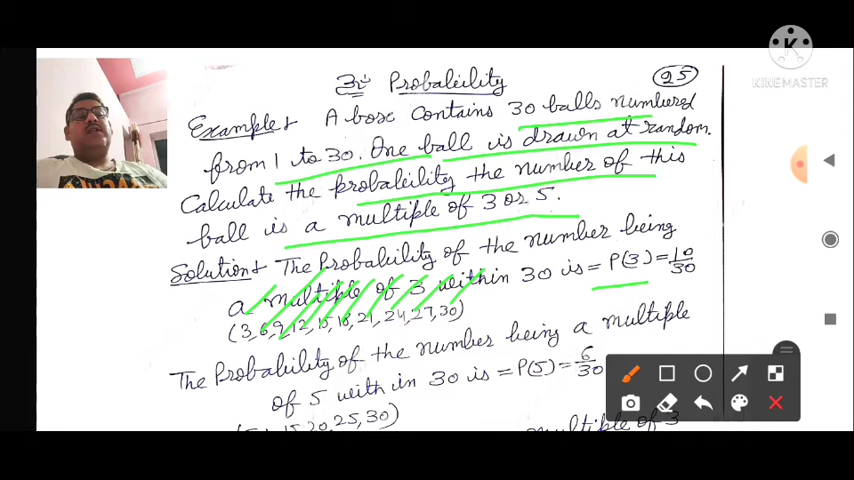 KINEMASTER
Probability 25
Example: A box contains 30 balls numbered
from 1 to 30. One ball is drawn at random.
Calculate the probability the number of this
ball is a multiple of 3 or 5.
Solution: The Probability of the number being
a multiple of 3 within 30 is = P(3) = 10/30
(3,6,9,12,15,18,21,24,27,30)
The Probability of the number being a multiple
of 5 with in 30 is = P(5) = 6/30
15,20,25,30)
multiple of 3